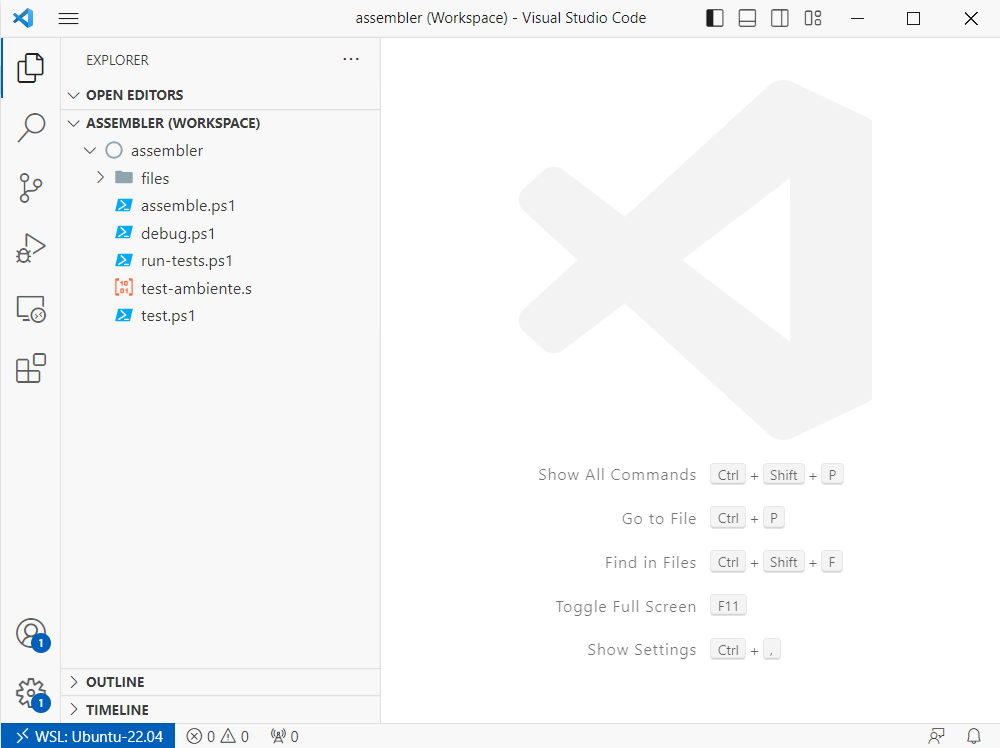 assembler (Workspace) - Visual Studio Code
EXPLORER
OPEN EDITORS
ASSEMBLER (WORKSPACE)
assembler
files
assemble.ps1
debug.ps1
run-tests.ps1
test-ambiente.s
test.ps1
Show All Commands Ctrl + Shift + P
Go to File Ctrl + P
Find in Files Ctrl + Shift + F
Toggle Full Screen F11
Show Settings Ctrl + ,
1
1
OUTLINE
TIMELINE
WSL: Ubuntu-22.04 0 0 0